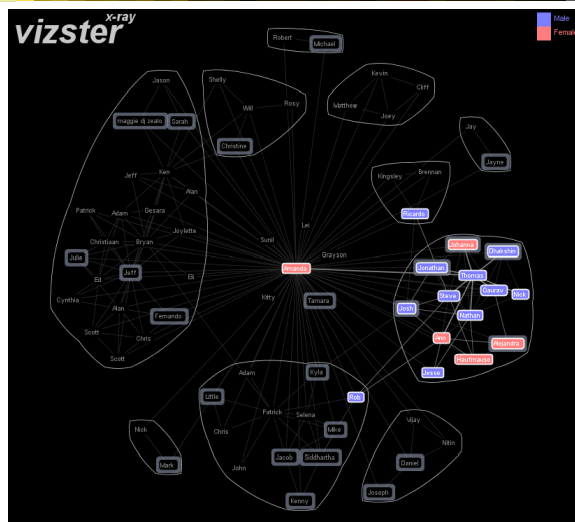 x-ray
vizster
Male
Female
Robert
Michael
Kevin
Cliff
Matthew
Joey
Shelly
Will
Rosy
Christine
Jason
maggie dj zealo
Sarah
Ken
Jeff
Alan
Patrick
Adam
Gesara
Joylette
Christiaan
Bryan
Julie
Ed
Jeff
Eli
Cynthia
Alan
Fernando
Scott
Chris
Scott
Jay
Jayne
Kingsley
Brennan
Ricardo
Lei
Sunil
Grayson
Amanda
Kitty
Tamara
Johanna
Dhakshin
Jonathan
Thomas
Gaurav
Nick
Steve
Josh
Nathan
Ann
Alejandra
Haufmause
Jesse
Adam
Kyla
Little
Rob
Patrick
Selena
Chris
Mike
Jacob
Siddhartha
John
Kenny
Nick
Mark
Vijay
Nitin
Daniel
Joseph